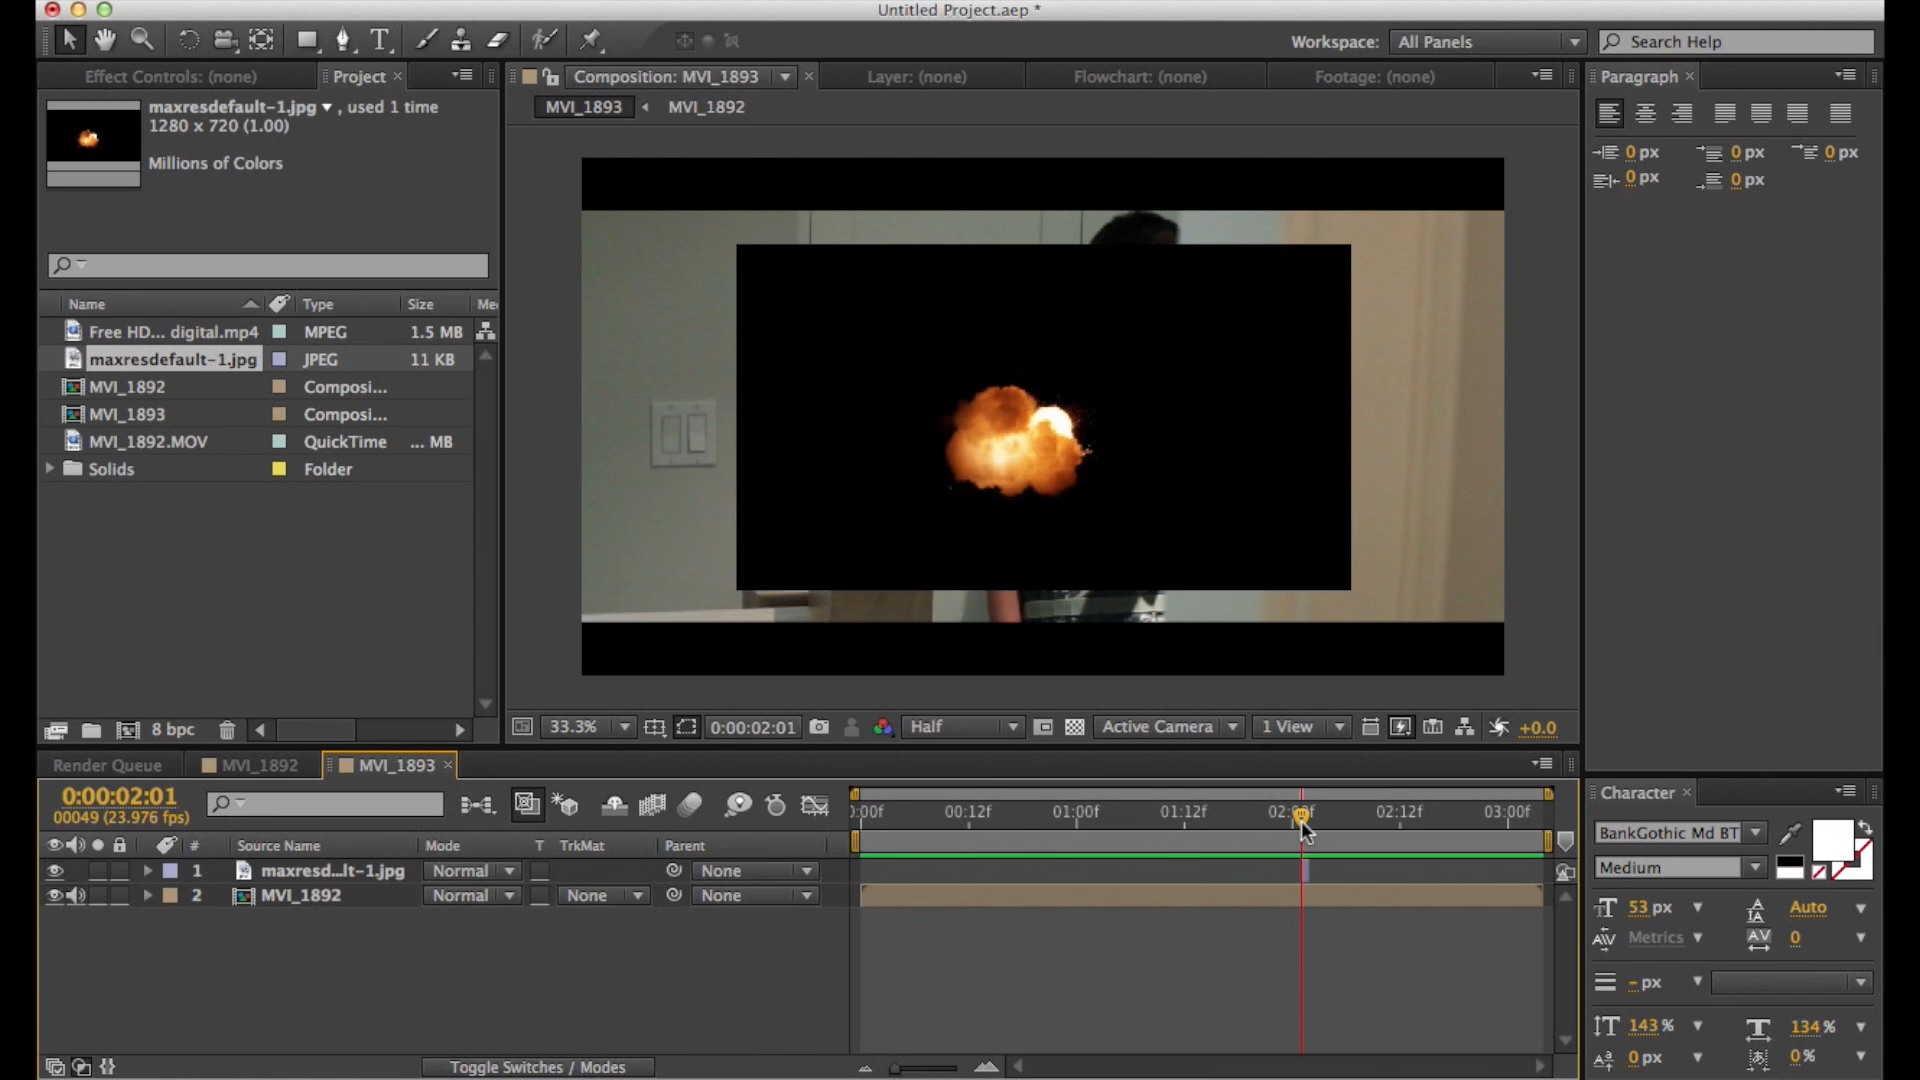 Untitled Project.aep *
Workspace: All Panels Search Help
Effect Controls: (none) Project × Composition: MVI_1893 × Layer: (none) Flowchart: (none) Footage: (none) Paragraph ×
maxresdefault-1.jpg , used 1 time
1280 x 720 (1.00)
Millions of Colors
MVI_1893 MVI_1892
0 px 0 px 0 px
0 px 0 px
Name Type Size Me
Free HD... digital.mp4 MPEG 1.5 MB
maxresdefault-1.jpg JPEG 11 KB
MVI_1892 Composi...
MVI_1893 Composi...
MVI_1892.MOV QuickTime ... MB
Solids Folder
8 bpc
33.3% 0:00:02:01 Half Active Camera 1 View +0.0
Render Queue MVI_1892 MVI_1893 ×
0:00:02:01
00049 (23.976 fps)
:00f 00:12f 01:00f 01:12f 02:12f 03:00f
# Source Name Mode T TrkMat Parent
1 maxresd...lt-1.jpg Normal None
2 MVI_1892 Normal None None
Toggle Switches / Modes
Character ×
BankGothic Md BT
Medium
53 px Auto
Metrics 0
- px
143 % 134 %
0 px 0 %